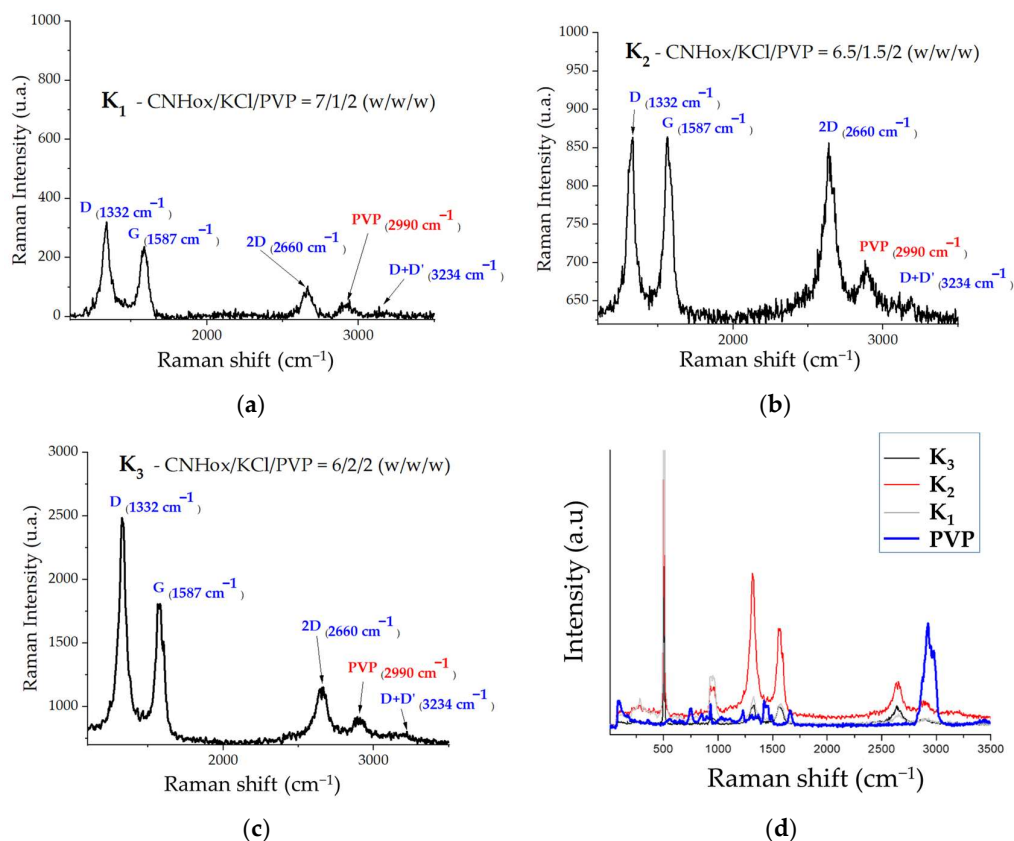 1000
800
600
400
200
0
Raman Intensity (u.a.)
K1 - CNHox/KCl/PVP = 7/1/2 (w/w/w)
D (1332 cm−1)
G (1587 cm−1)
2D (2660 cm−1)
PVP (2990 cm−1)
D+D' (3234 cm−1)
2000
3000
Raman shift (cm−1)
(a)
1000
950
900
850
800
750
700
650
Raman Intensity (u.a.)
K2 - CNHox/KCl/PVP = 6.5/1.5/2 (w/w/w)
D (1332 cm−1)
G (1587 cm−1)
2D (2660 cm−1)
PVP (2990 cm−1)
D+D' (3234 cm−1)
2000
3000
Raman shift (cm−1)
(b)
3000
2500
2000
1500
1000
Raman Intensity (u.a.)
K3 - CNHox/KCl/PVP = 6/2/2 (w/w/w)
D (1332 cm−1)
G (1587 cm−1)
2D (2660 cm−1)
PVP (2990 cm−1)
D+D' (3234 cm−1)
2000
3000
Raman shift (cm−1)
(c)
Intensity (a.u)
K3
K2
K1
PVP
500
1000
1500
2000
2500
3000
3500
Raman shift (cm−1)
(d)